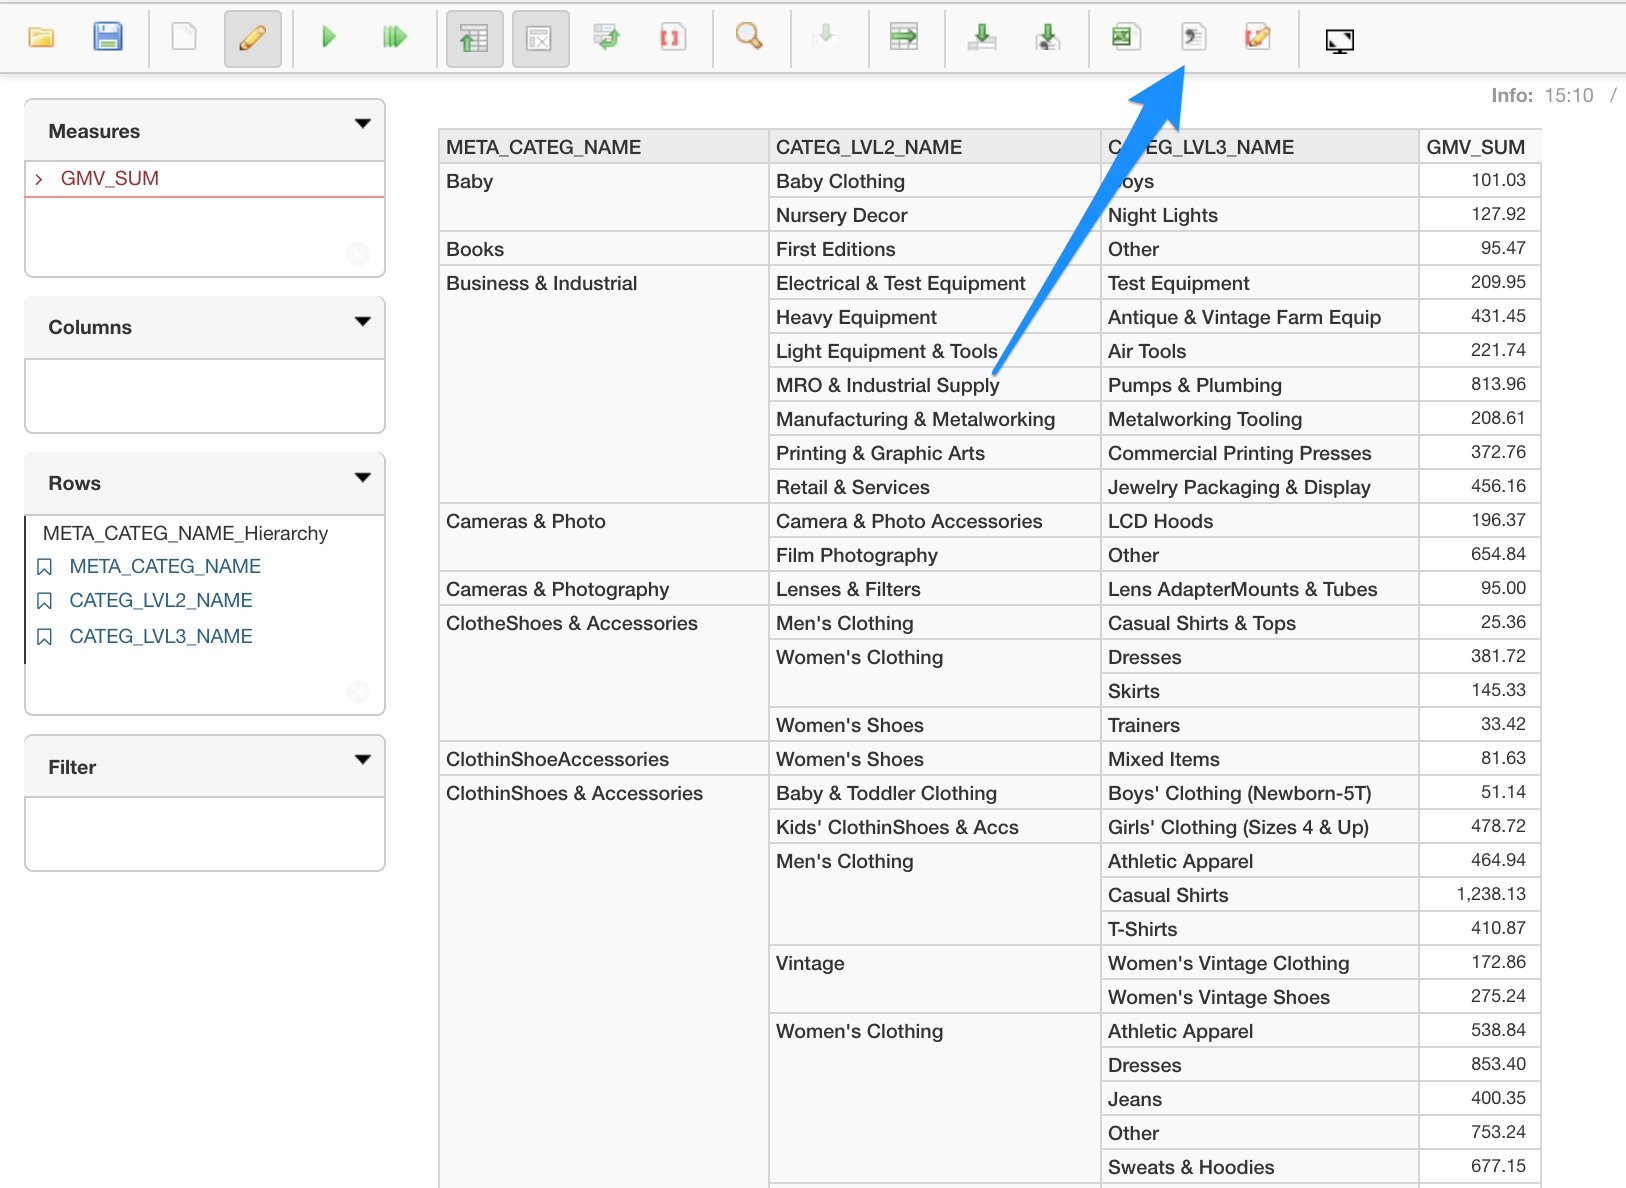 Info: 15:10 /
Measures
GMV_SUM
Columns
Rows
META_CATEG_NAME_Hierarchy
META_CATEG_NAME
CATEG_LVL2_NAME
CATEG_LVL3_NAME
Filter
META_CATEG_NAME CATEG_LVL2_NAME C EG_LVL3_NAME GMV_SUM
Baby Baby Clothing oys 101.03
Nursery Decor Night Lights 127.92
Books First Editions Other 95.47
Business & Industrial Electrical & Test Equipment Test Equipment 209.95
Heavy Equipment Antique & Vintage Farm Equip 431.45
Light Equipment & Tools Air Tools 221.74
MRO & Industrial Supply Pumps & Plumbing 813.96
Manufacturing & Metalworking Metalworking Tooling 208.61
Printing & Graphic Arts Commercial Printing Presses 372.76
Retail & Services Jewelry Packaging & Display 456.16
Cameras & Photo Camera & Photo Accessories LCD Hoods 196.37
Film Photography Other 654.84
Cameras & Photography Lenses & Filters Lens AdapterMounts & Tubes 95.00
ClotheShoes & Accessories Men's Clothing Casual Shirts & Tops 25.36
Women's Clothing Dresses 381.72
Skirts 145.33
Women's Shoes Trainers 33.42
ClothinShoeAccessories Women's Shoes Mixed Items 81.63
ClothinShoes & Accessories Baby & Toddler Clothing Boys' Clothing (Newborn-5T) 51.14
Kids' ClothinShoes & Accs Girls' Clothing (Sizes 4 & Up) 478.72
Men's Clothing Athletic Apparel 464.94
Casual Shirts 1,238.13
T-Shirts 410.87
Vintage Women's Vintage Clothing 172.86
Women's Vintage Shoes 275.24
Women's Clothing Athletic Apparel 538.84
Dresses 853.40
Jeans 400.35
Other 753.24
Sweats & Hoodies 677.15